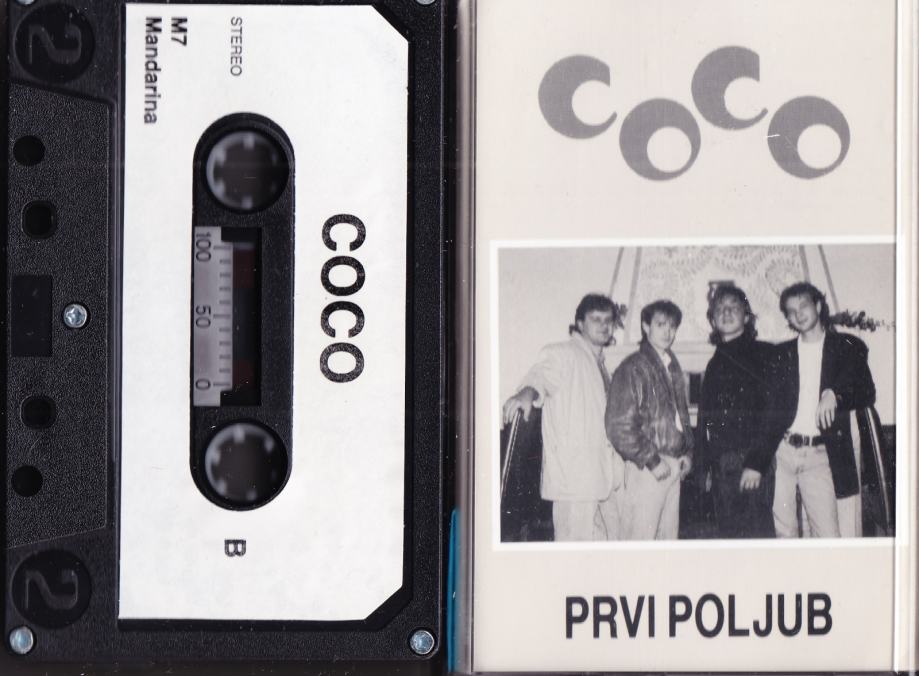 STEREO
M7
Mandarina
COCO
100
50
0
B
2
2
COCO
PRVI POLJUB